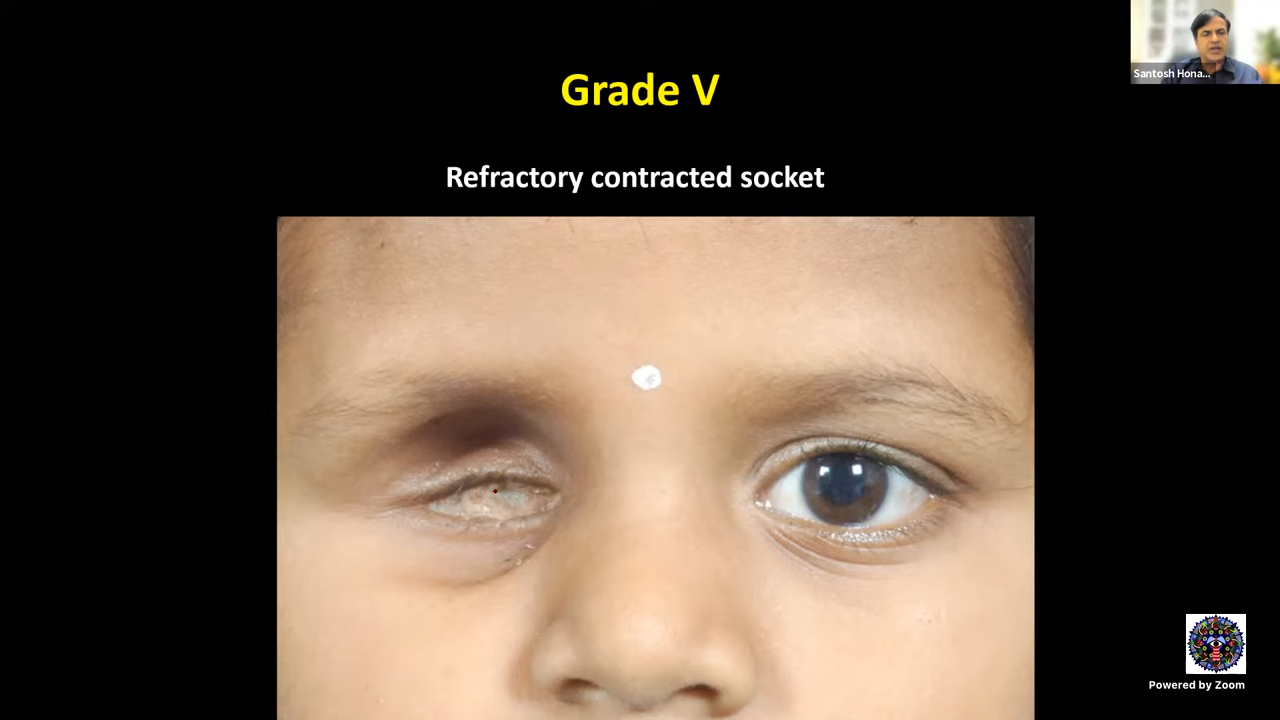 Grade V
Santosh Hona...
Refractory contracted socket
Powered by Zoom